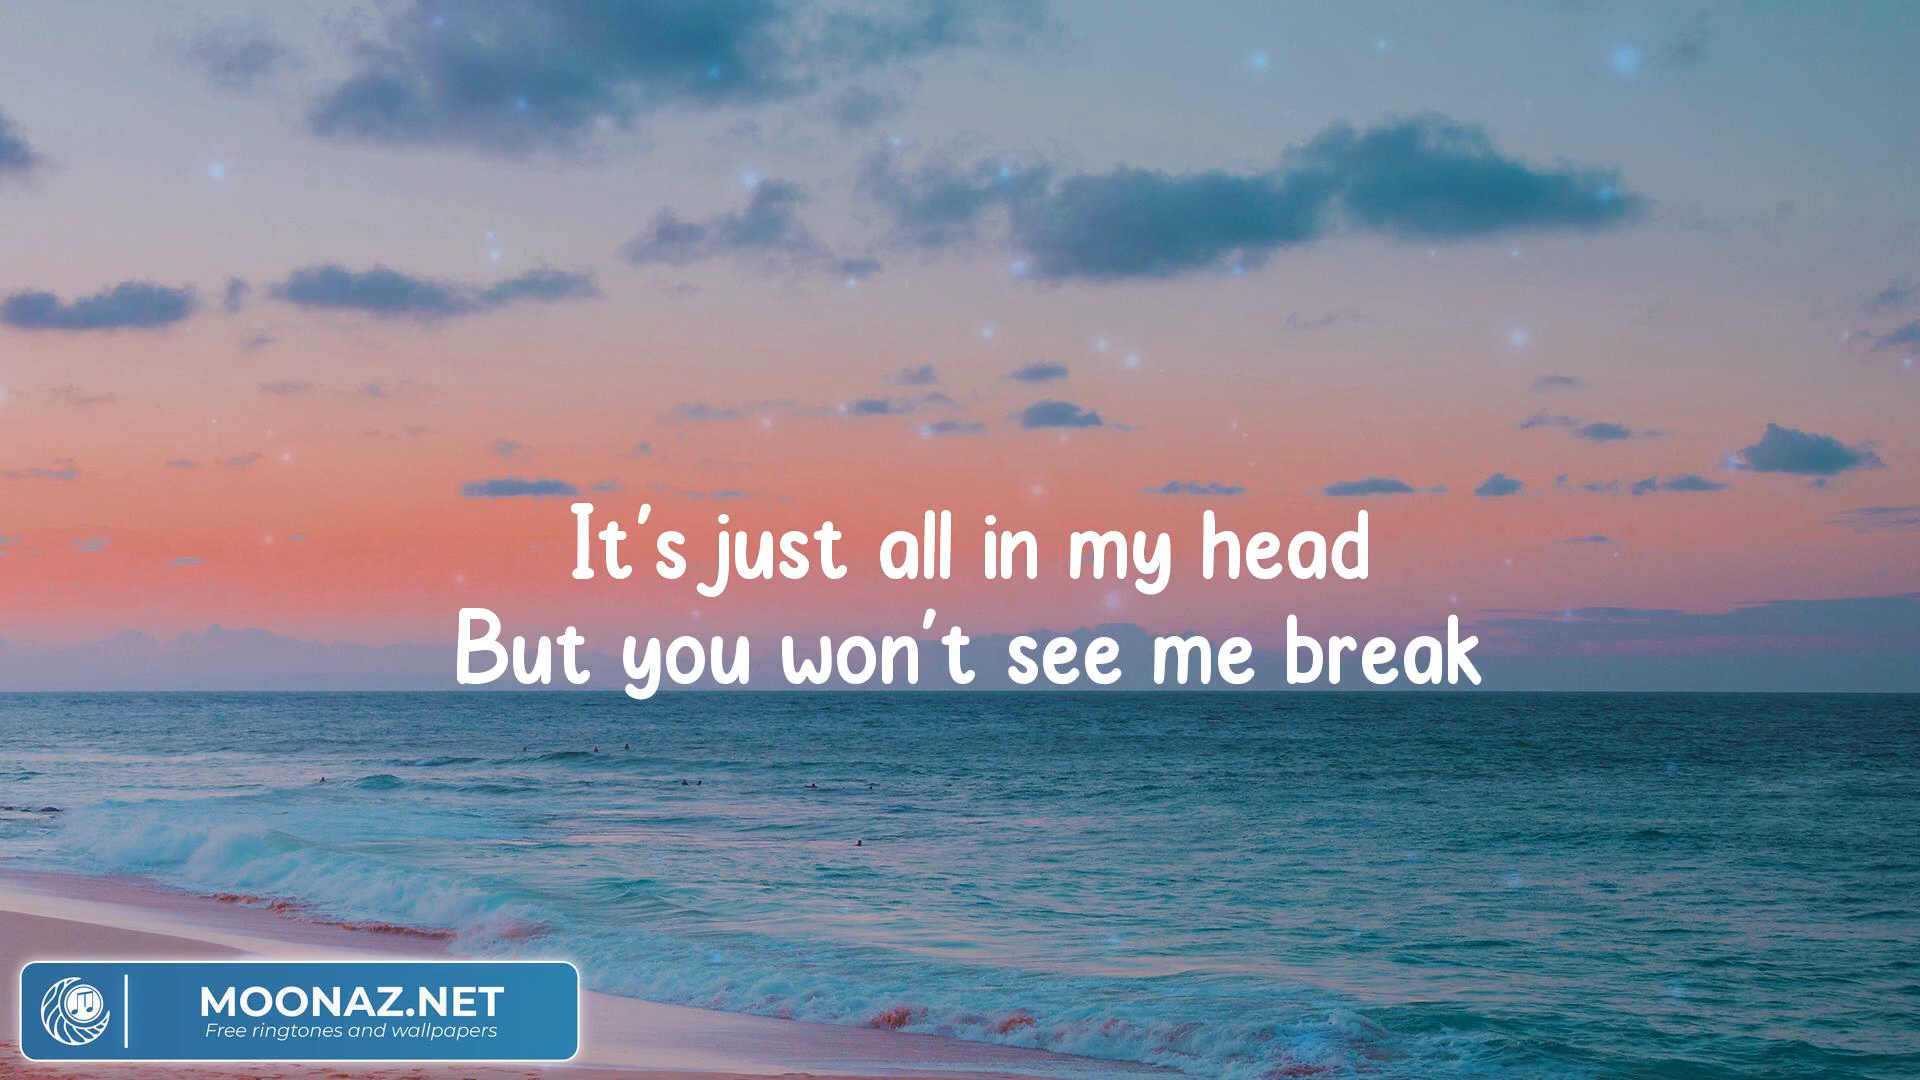 It's just all in my head
But you won't see me break
MOONAZ.NET
Free ringtones and wallpapers